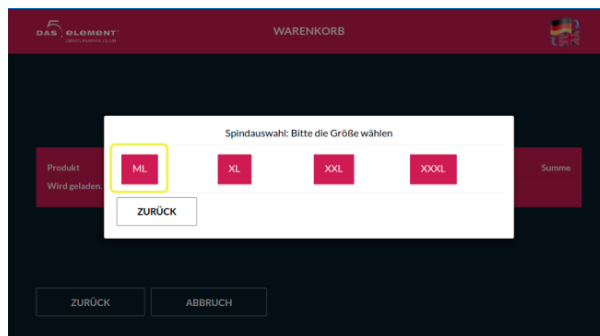 5
DAS ELEMENT
WARENKORB
Spindauswahl: Bitte die Größe wählen
Produkt
Summe
ML
XL
XXL
XXXL
Wird geladen.
ZURÜCK
ZURÜCK
ABBRUCH